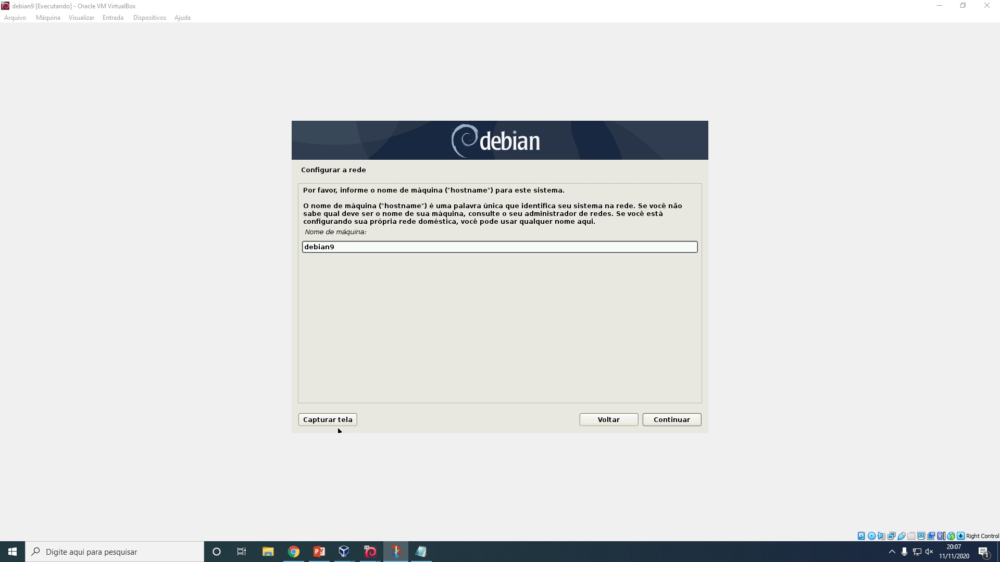 debian9 [Executando] - Oracle VM VirtualBox
Arquivo Máquina Visualizar Entrada Dispositivos Ajuda
debian
Configurar a rede
Por favor, informe o nome de máquina ("hostname") para este sistema.
O nome de máquina ("hostname") é uma palavra única que identifica seu sistema na rede. Se você não
sabe qual deve ser o nome de sua máquina, consulte o seu administrador de redes. Se você está
configurando sua própria rede doméstica, você pode usar qualquer nome aqui.
Nome de máquina:
debian9
Capturar tela Voltar Continuar
Right Control
Digite aqui para pesquisar
64
20:07
11/11/2020
1